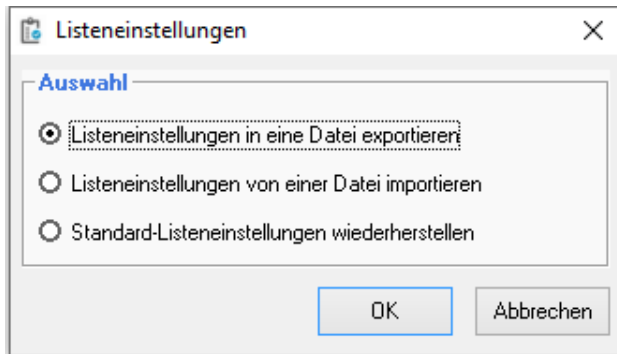 Listeneinstellungen
Auswahl
Listeneinstellungen in eine Datei exportieren
Listeneinstellungen von einer Datei importieren
Standard-Listeneinstellungen wiederherstellen
OK Abbrechen